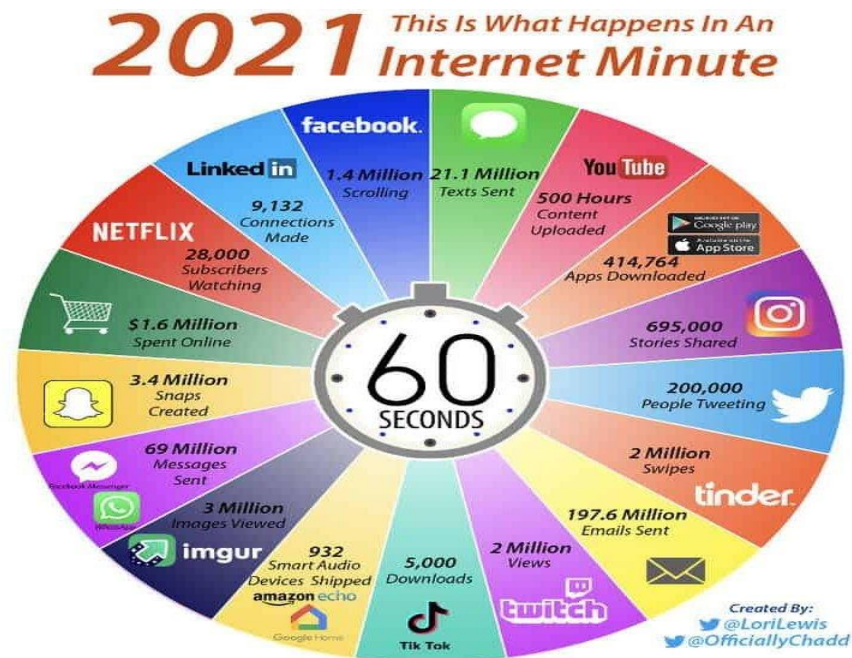 2021
This Is What Happens In An
Internet Minute
facebook.
1.4 Million
Scrolling
21.1 Million
Texts Sent
You Tube
500 Hours
Content
Uploaded
Google play
App Store
414,764
Apps Downloaded
695,000
Stories Shared
200,000
People Tweeting
2 Million
Swipes
tinder.
197.6 Million
Emails Sent
2 Million
Views
twitch
5,000
Downloads
Tik Tok
932
Smart Audio
Devices Shipped
amazon echo
Google Home
3 Million
Images Viewed
imgur
69 Million
Messages
Sent
Facebook Messenger
WhatsApp
3.4 Million
Snaps
Created
$1.6 Million
Spent Online
NETFLIX
28,000
Subscribers
Watching
Linked in
9,132
Connections
Made
60
SECONDS
Created By:
@LoriLewis
@OfficiallyChadd